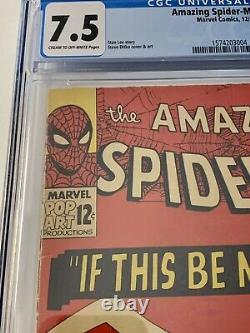 CGC UNIVERSAL
7.5
CREAM TO OFF-WHITE Pages
Amazing Spider-M
Marvel Comics, 12
Stan Lee story
Steve Ditko cover & art
1574203004
the AMAZING
SPIDER
MARVEL
POP
ART
PRODUCTIONS
12¢
"IF THIS BE M